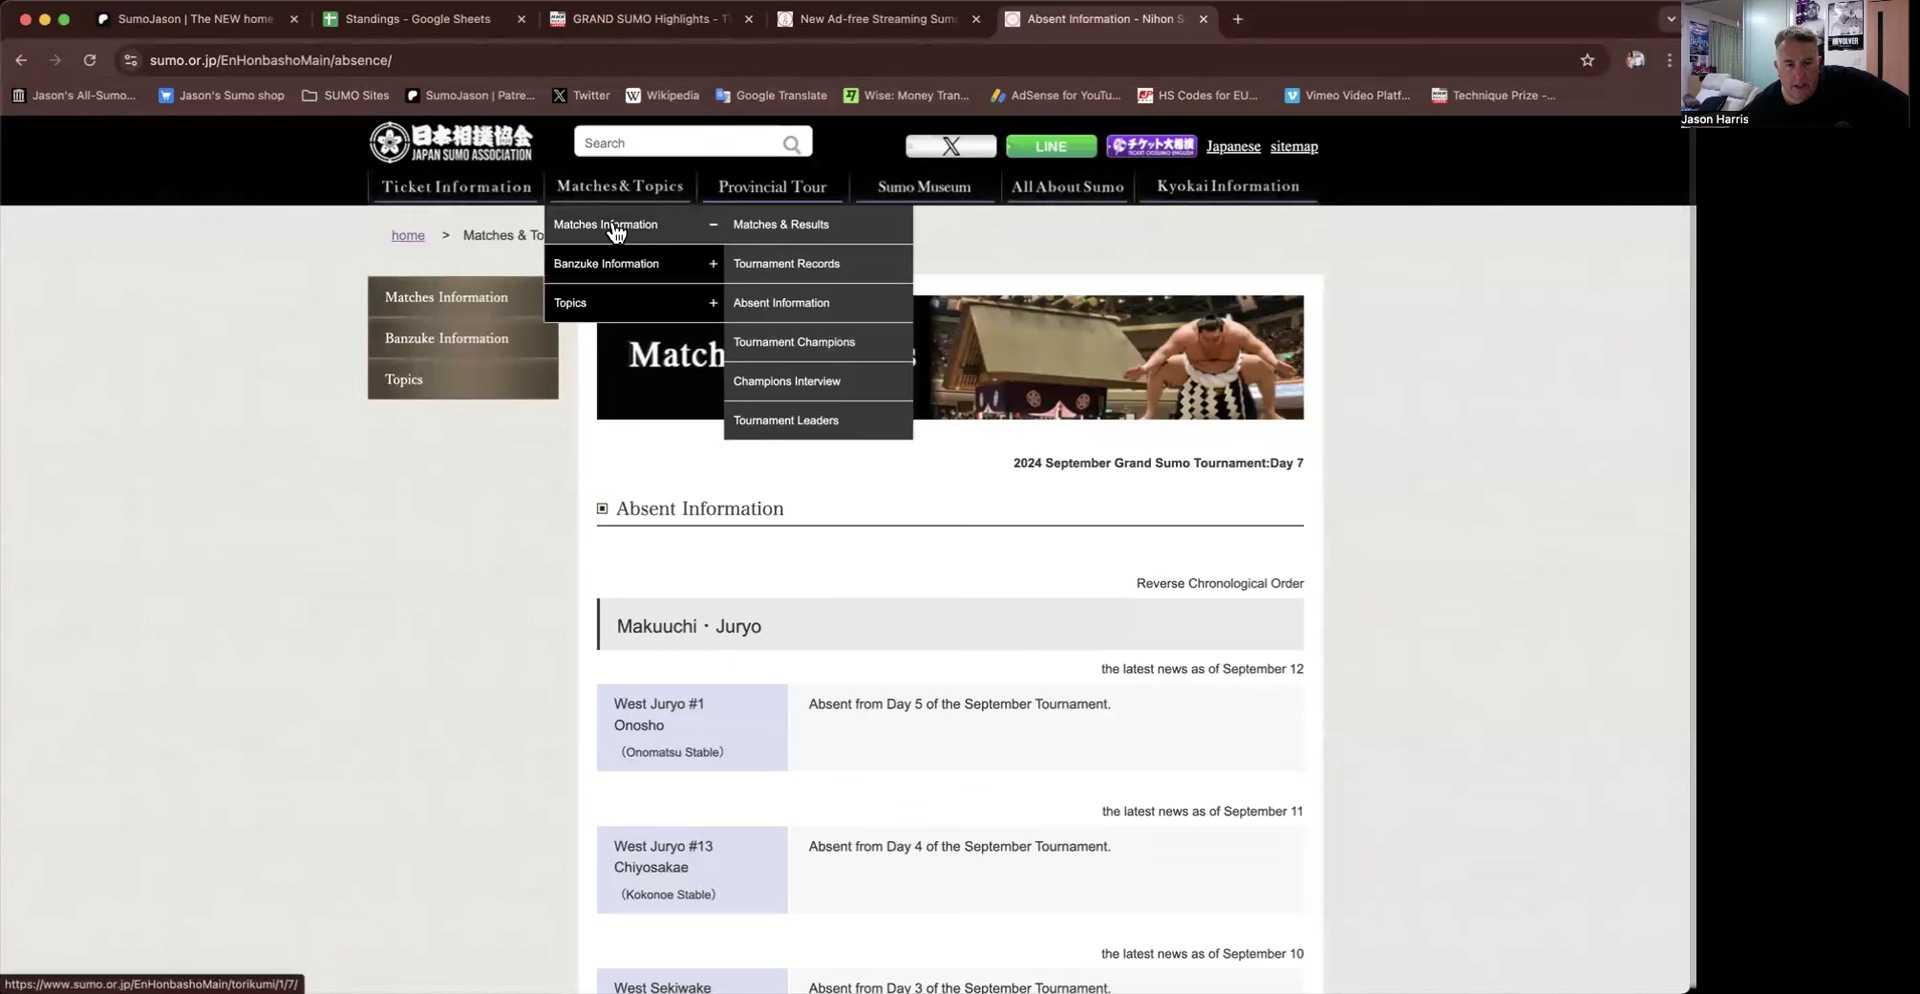 SumoJason | The NEW home
Standings - Google Sheets
GRAND SUMO Highlights - T
New Ad-free Streaming Sumo
Absent Information - Nihon S
sumo.or.jp/EnHonbashoMain/absence/
Jason's All-Sumo...
Jason's Sumo shop
SUMO Sites
SumoJason | Patre...
Twitter
Wikipedia
Google Translate
Wise: Money Tran...
AdSense for YouTu...
HS Codes for EU...
Vimeo Video Platf...
Technique Prize -...
REVOLVER
Jason Harris
日本相撲協会
JAPAN SUMO ASSOCIATION
Search
LINE
チケット大相撲
TICKET OOSUMO ENGLISH
Japanese
sitemap
Ticket Information
Matches & Topics
Provincial Tour
Sumo Museum
All About Sumo
Kyokai Information
home > Matches & To
Matches Information −
Banzuke Information +
Topics +
Matches & Results
Tournament Records
Absent Information
Tournament Champions
Champions Interview
Tournament Leaders
Matches Information
Banzuke Information
Topics
Match
2024 September Grand Sumo Tournament:Day 7
Absent Information
Reverse Chronological Order
Makuuchi・Juryo
the latest news as of September 12
West Juryo #1
Onosho
（Onomatsu Stable）
Absent from Day 5 of the September Tournament.
the latest news as of September 11
West Juryo #13
Chiyosakae
（Kokonoe Stable）
Absent from Day 4 of the September Tournament.
the latest news as of September 10
West Sekiwake
Absent from Day 3 of the September Tournament.
https://www.sumo.or.jp/EnHonbashoMain/torikumi/1/7/